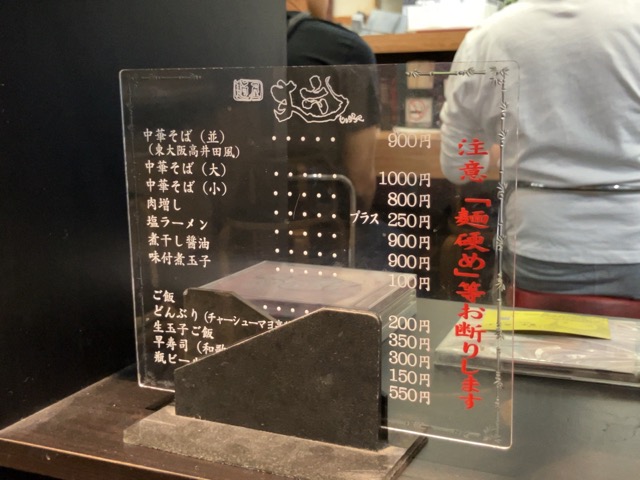 中華そば（並）・・・・・900円
（東大阪高井田風）
中華そば（大）・・・・・1000円
中華そば（小）・・・・・800円
肉増し・・・・・プラス 250円
塩ラーメン・・・・・900円
煮干し醤油・・・・・900円
味付煮玉子・・・・・100円
ご飯 200円
どんぶり（チャーシューマヨ 350円
生玉子ご飯 300円
早寿司（和歌 150円
瓶ビー 550円
注意「麺硬め」等お断りします